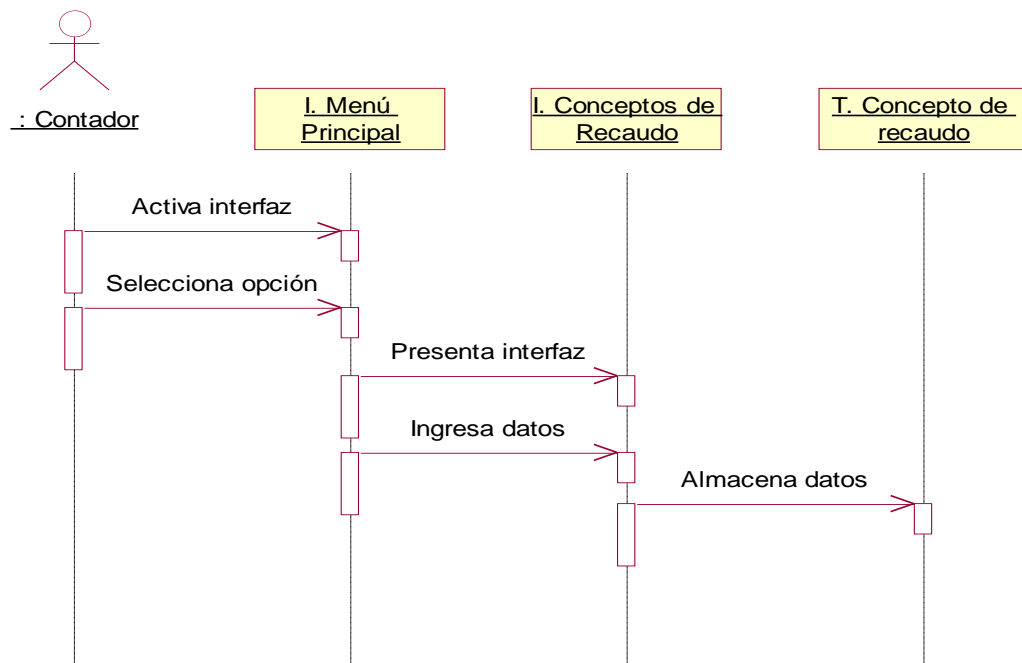 : Contador
I. Menú
Principal
I. Conceptos de
Recaudo
T. Concepto de
recaudo
Activa interfaz
Selecciona opción
Presenta interfaz
Ingresa datos
Almacena datos